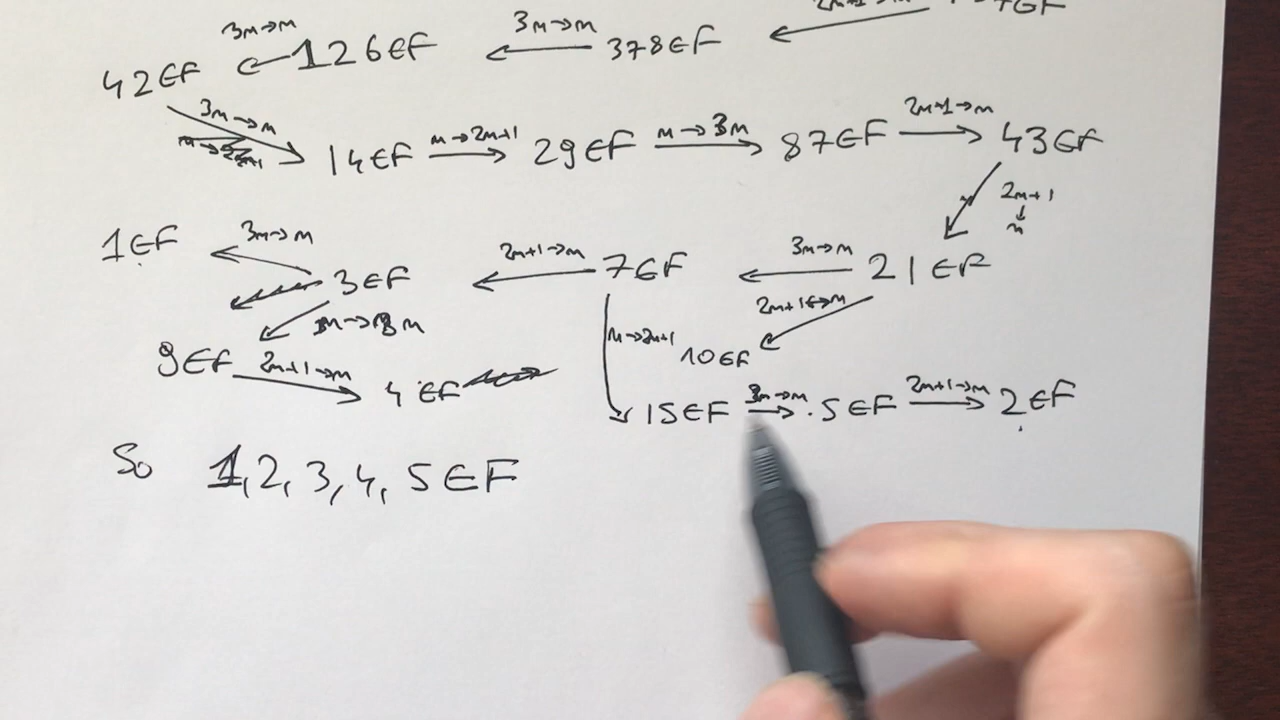 3m→m 3m→m
42∈F 126∈F 378∈F
3m→m m→2m+1 m→3m 2m+1→m
14∈F 29∈F 87∈F 43∈F
2m+1
↓
m
1∈F 3m→m 3∈F 2m+1→m 7∈F 3m→m 21∈F
2m+1→m
m→3m m→2m+1 10∈F
9∈F 2m+1→m 4∈F
15∈F 3m→m 5∈F 2m+1→m 2∈F
So 1, 2, 3, 4, 5 ∈ F